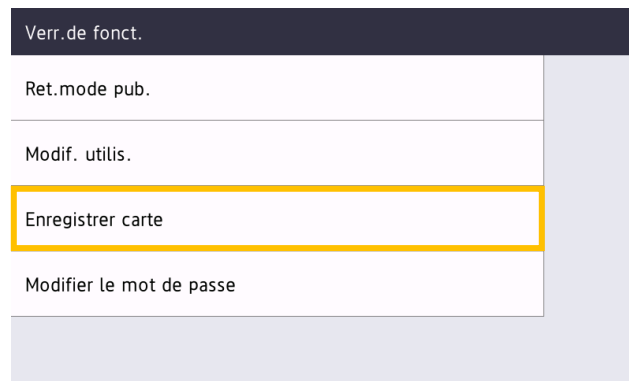 Verr.de fonct.
Ret.mode pub.
Modif. utilis.
Enregistrer carte
Modifier le mot de passe